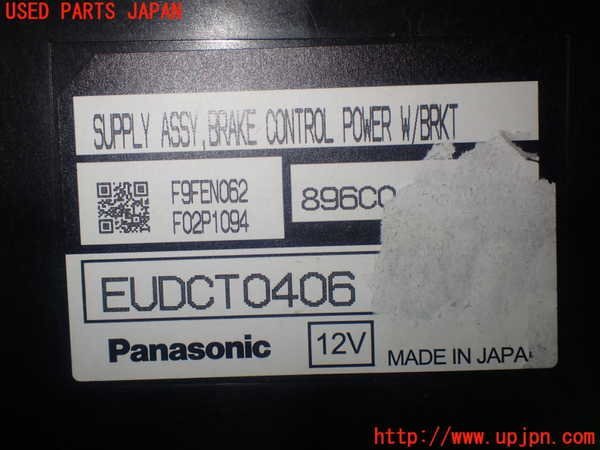 USED PARTS JAPAN
SUPPLY ASSY,BRAKE CONTROL POWER W/BRKT
F9FEN062
F02P1094
896C0
EUDCT0406
Panasonic
12V
MADE IN JAPA
http://www.upjpn.com/